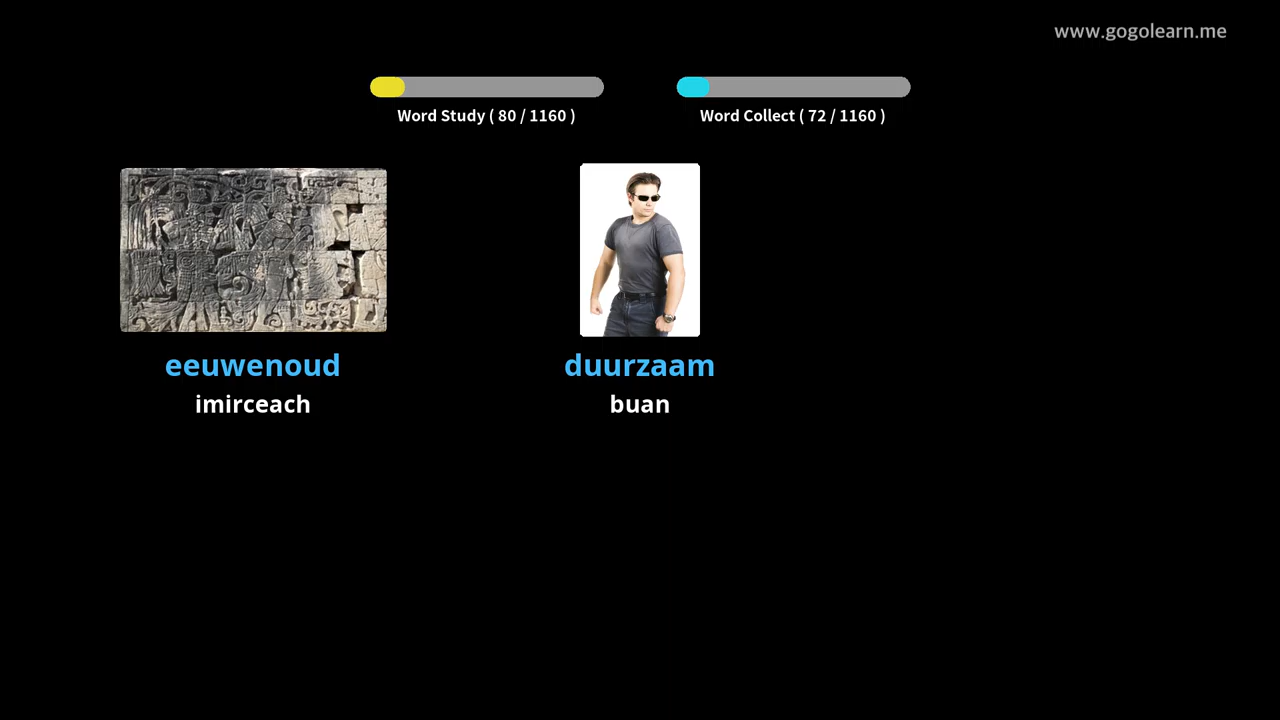 www.gogolearn.me
Word Study ( 80 / 1160 )
Word Collect ( 72 / 1160 )
eeuwenoud
imirceach
duurzaam
buan